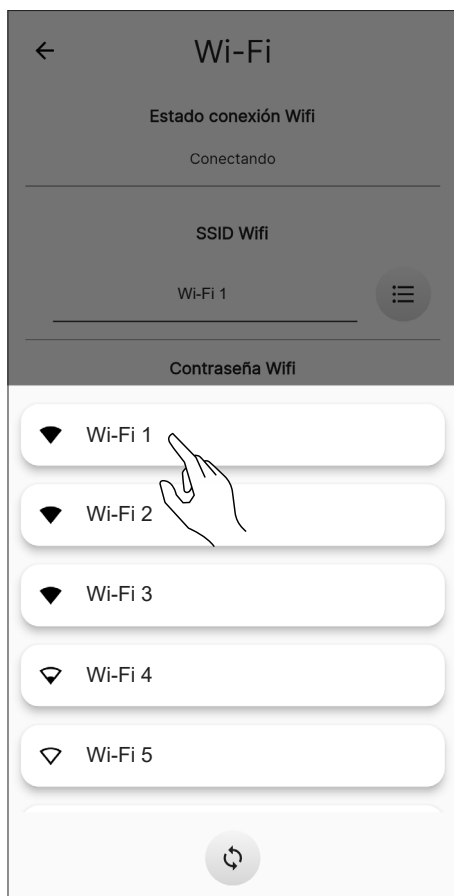 Wi-Fi
Estado conexión Wifi
Conectando
SSID Wifi
Wi-Fi 1
Contraseña Wifi
Wi-Fi 1
Wi-Fi 2
Wi-Fi 3
Wi-Fi 4
Wi-Fi 5